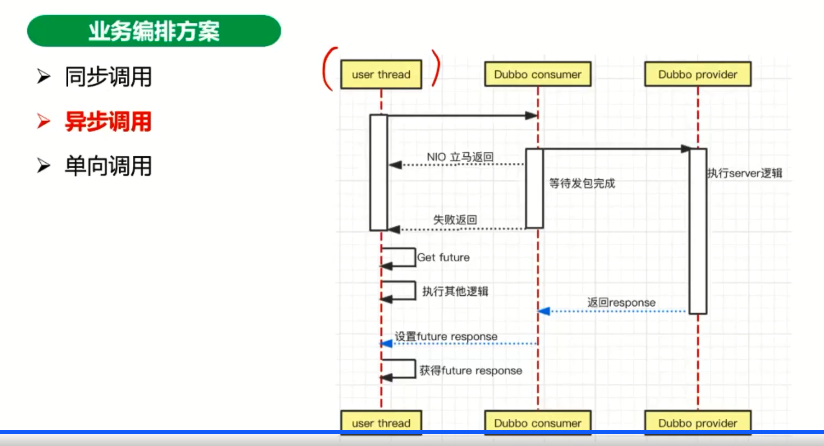 业务编排方案
同步调用
异步调用
单向调用
user thread
Dubbo consumer
Dubbo provider
NIO 立马返回
等待发包完成
执行server逻辑
失败返回
Get future
执行其他逻辑
返回response
设置future response
获得future response
user thread
Dubbo consumer
Dubbo provider